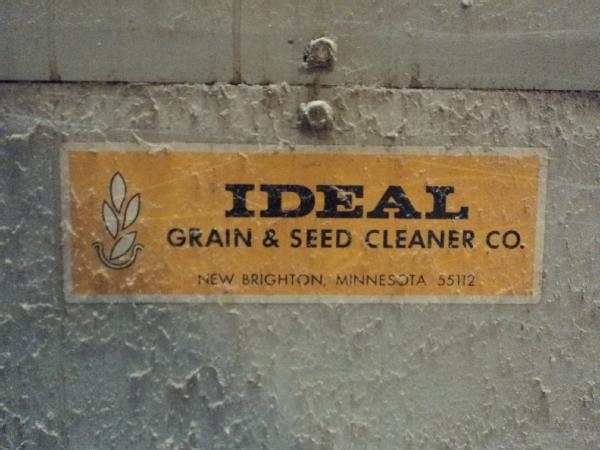 IDEAL
GRAIN & SEED CLEANER CO.
NEW BRIGHTON, MINNESOTA 55112